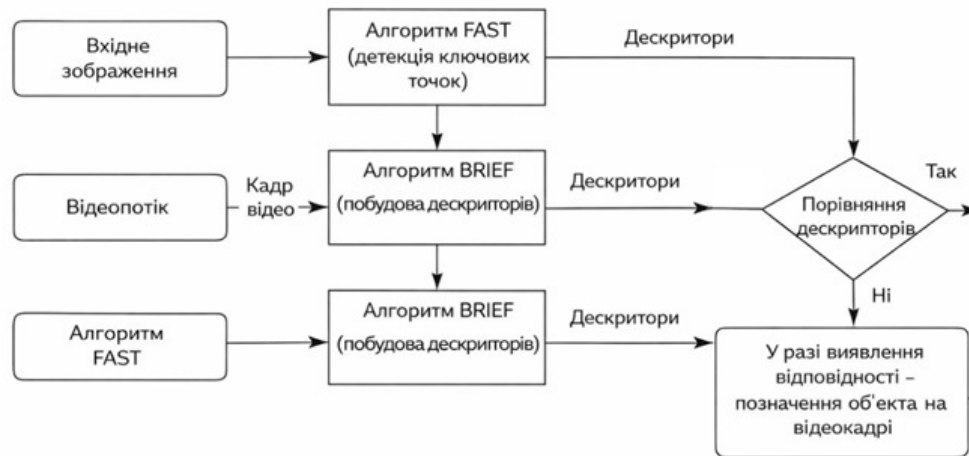 Вхідне
зображення
Алгоритм FAST
(детекція ключових
точок)
Дескритори
Відеопотік
Кадр
відео
Алгоритм BRIEF
(побудова дескрипторів)
Дескритори
Порівняння
дескрипторів
Так
Ні
Алгоритм
FAST
Алгоритм BRIEF
(побудова дескрипторів)
Дескритори
У разі виявлення
відповідності –
позначення об'єкта на
відеокадрі